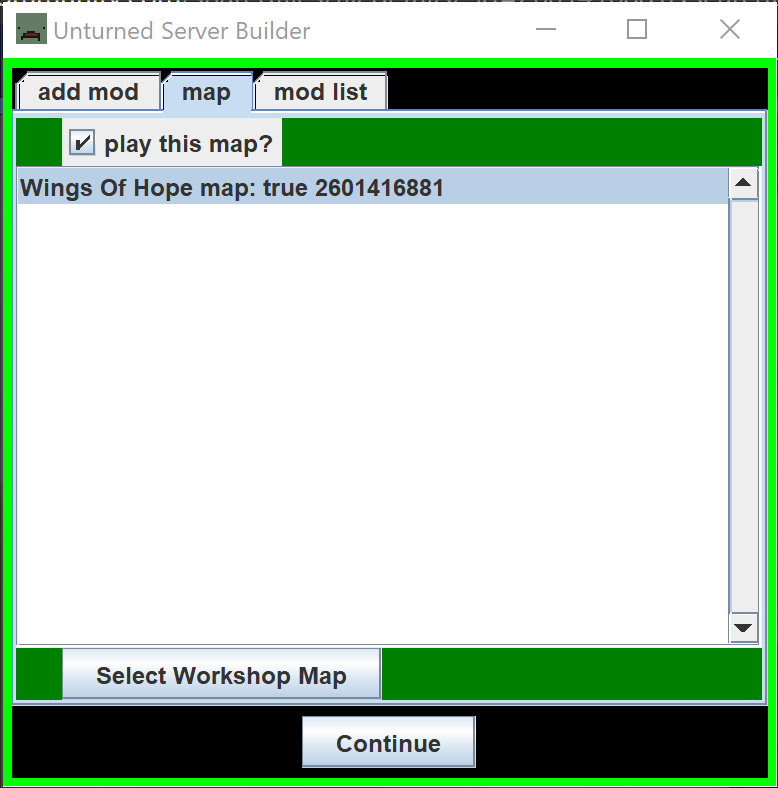 Unturned Server Builder
add mod map mod list
play this map?
Wings Of Hope map: true 2601416881
Select Workshop Map
Continue